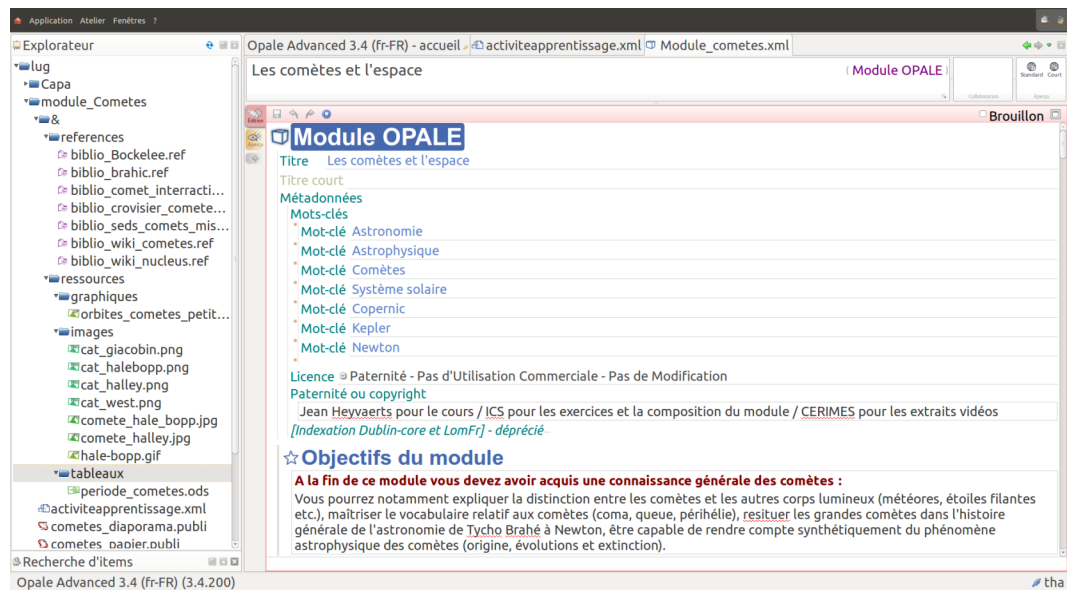 Application Atelier Fenêtres ?
Explorateur
Opale Advanced 3.4 (fr-FR) - accueil
activiteapprentissage.xml
Module_cometes.xml
lug
Capa
module_Cometes
&
references
biblio_Bockelee.ref
biblio_brahic.ref
biblio_comet_interracti...
biblio_crovisier_comete...
biblio_seds_comets_mis...
biblio_wiki_cometes.ref
biblio_wiki_nucleus.ref
ressources
graphiques
orbites_cometes_petit...
images
cat_giacobin.png
cat_halebopp.png
cat_halley.png
cat_west.png
comete_hale_bopp.jpg
comete_halley.jpg
hale-bopp.gif
tableaux
periode_cometes.ods
activiteapprentissage.xml
cometes_diaporama.publi
cometes_papier.publi
Recherche d'items
Les comètes et l'espace
( Module OPALE )
Standard Court
Collaboration
Aperçu
Edition
Aperçu
Brouillon
Module OPALE
Titre Les comètes et l'espace
Titre court
Métadonnées
Mots-clés
Mot-clé Astronomie
Mot-clé Astrophysique
Mot-clé Comètes
Mot-clé Système solaire
Mot-clé Copernic
Mot-clé Kepler
Mot-clé Newton
Licence Paternité - Pas d'Utilisation Commerciale - Pas de Modification
Paternité ou copyright
Jean Heyvaerts pour le cours / ICS pour les exercices et la composition du module / CERIMES pour les extraits vidéos
[Indexation Dublin-core et LomFr] - déprécié
Objectifs du module
A la fin de ce module vous devez avoir acquis une connaissance générale des comètes :
Vous pourrez notamment expliquer la distinction entre les comètes et les autres corps lumineux (météores, étoiles filantes
etc.), maîtriser le vocabulaire relatif aux comètes (coma, queue, périhélie), resituer les grandes comètes dans l'histoire
générale de l'astronomie de Tycho Brahé à Newton, être capable de rendre compte synthétiquement du phénomène
astrophysique des comètes (origine, évolutions et extinction).
Opale Advanced 3.4 (fr-FR) (3.4.200)
tha